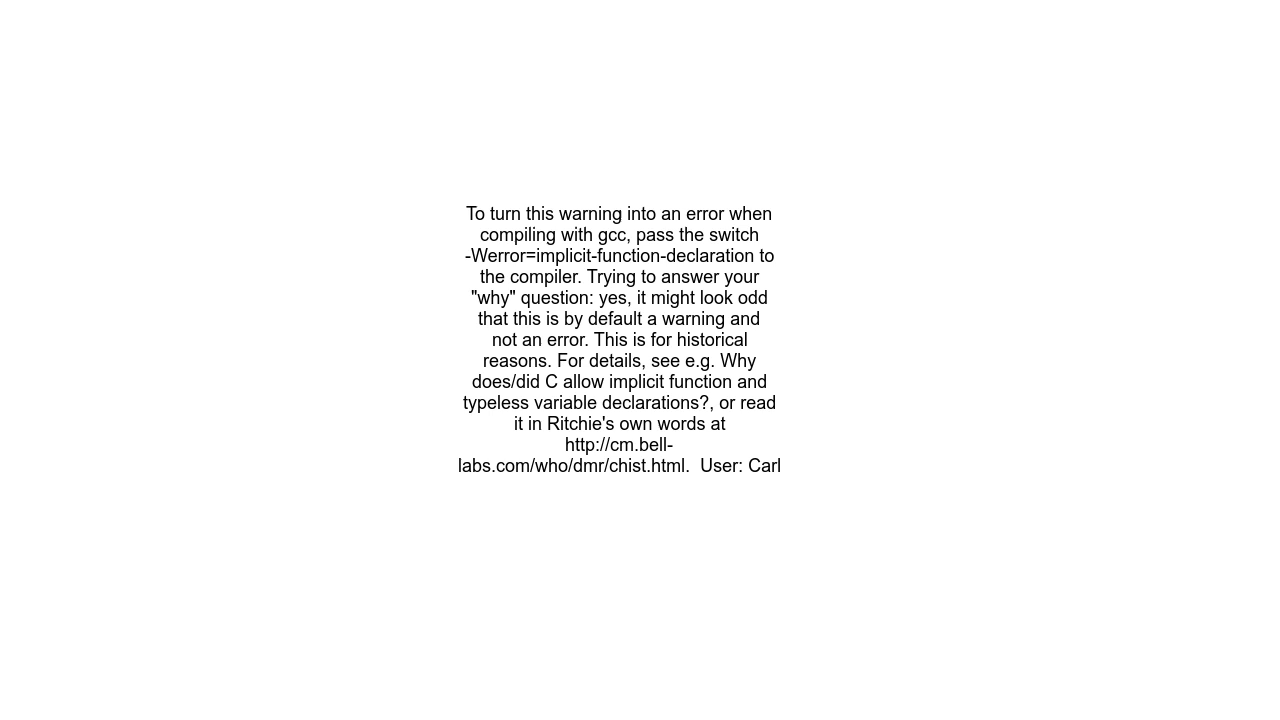 To turn this warning into an error when
compiling with gcc, pass the switch
-Werror=implicit-function-declaration to
the compiler. Trying to answer your
"why" question: yes, it might look odd
that this is by default a warning and
not an error. This is for historical
reasons. For details, see e.g. Why
does/did C allow implicit function and
typeless variable declarations?, or read
it in Ritchie's own words at
http://cm.bell-
labs.com/who/dmr/chist.html.  User: Carl